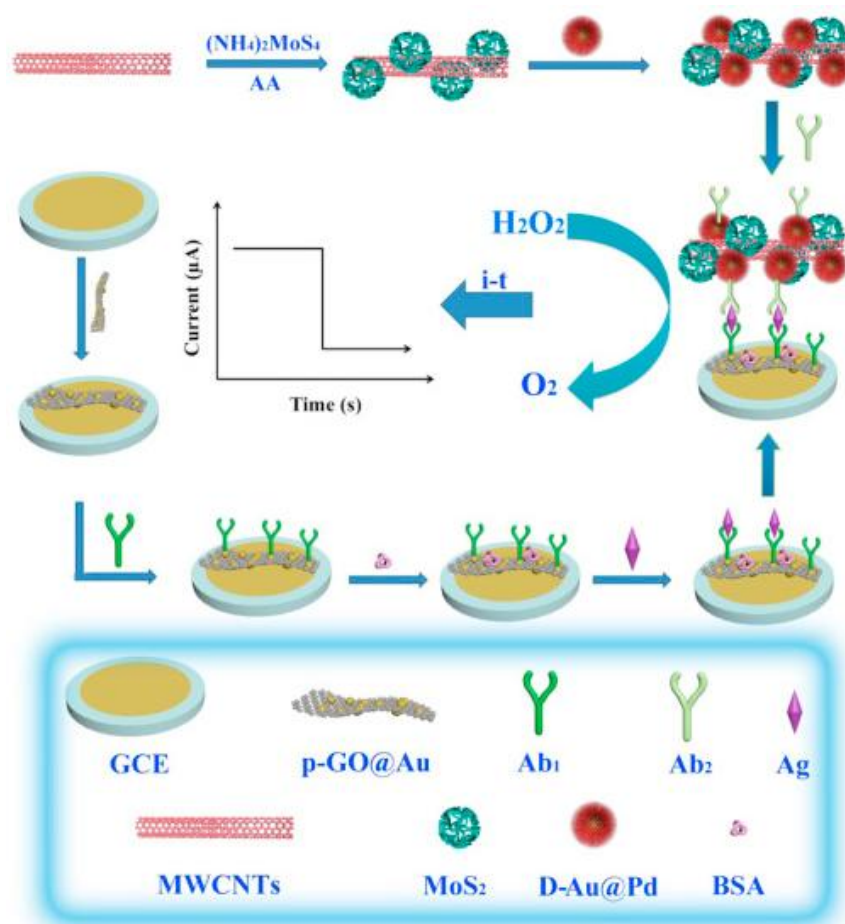 (NH₄)₂MoS₄
AA
H₂O₂
i-t
O₂
Current (μA)
Time (s)
GCE
p-GO@Au
Ab₁
Ab₂
Ag
MWCNTs
MoS₂
D-Au@Pd
BSA